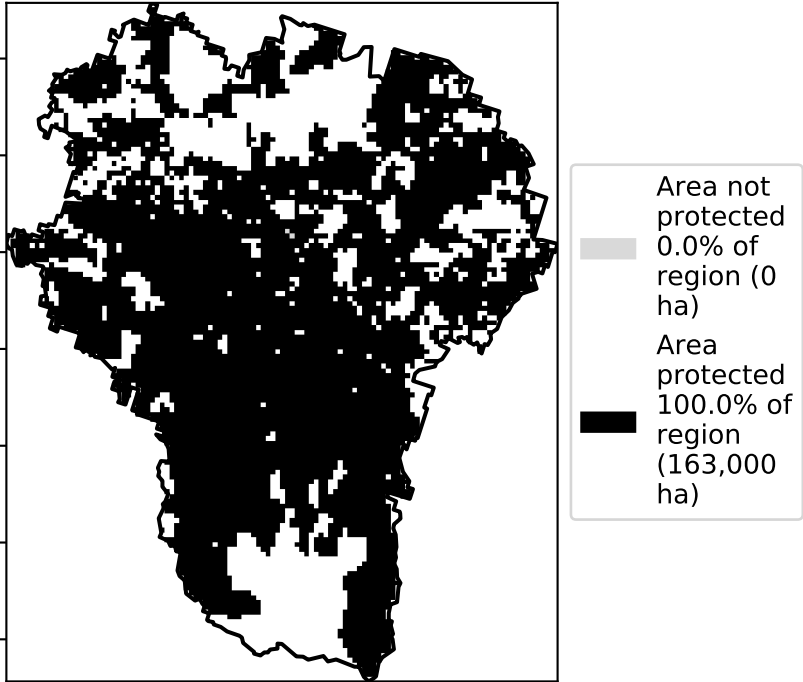 Area not
protected
0.0% of
region (0
ha)
Area
protected
100.0% of
region
(163,000
ha)